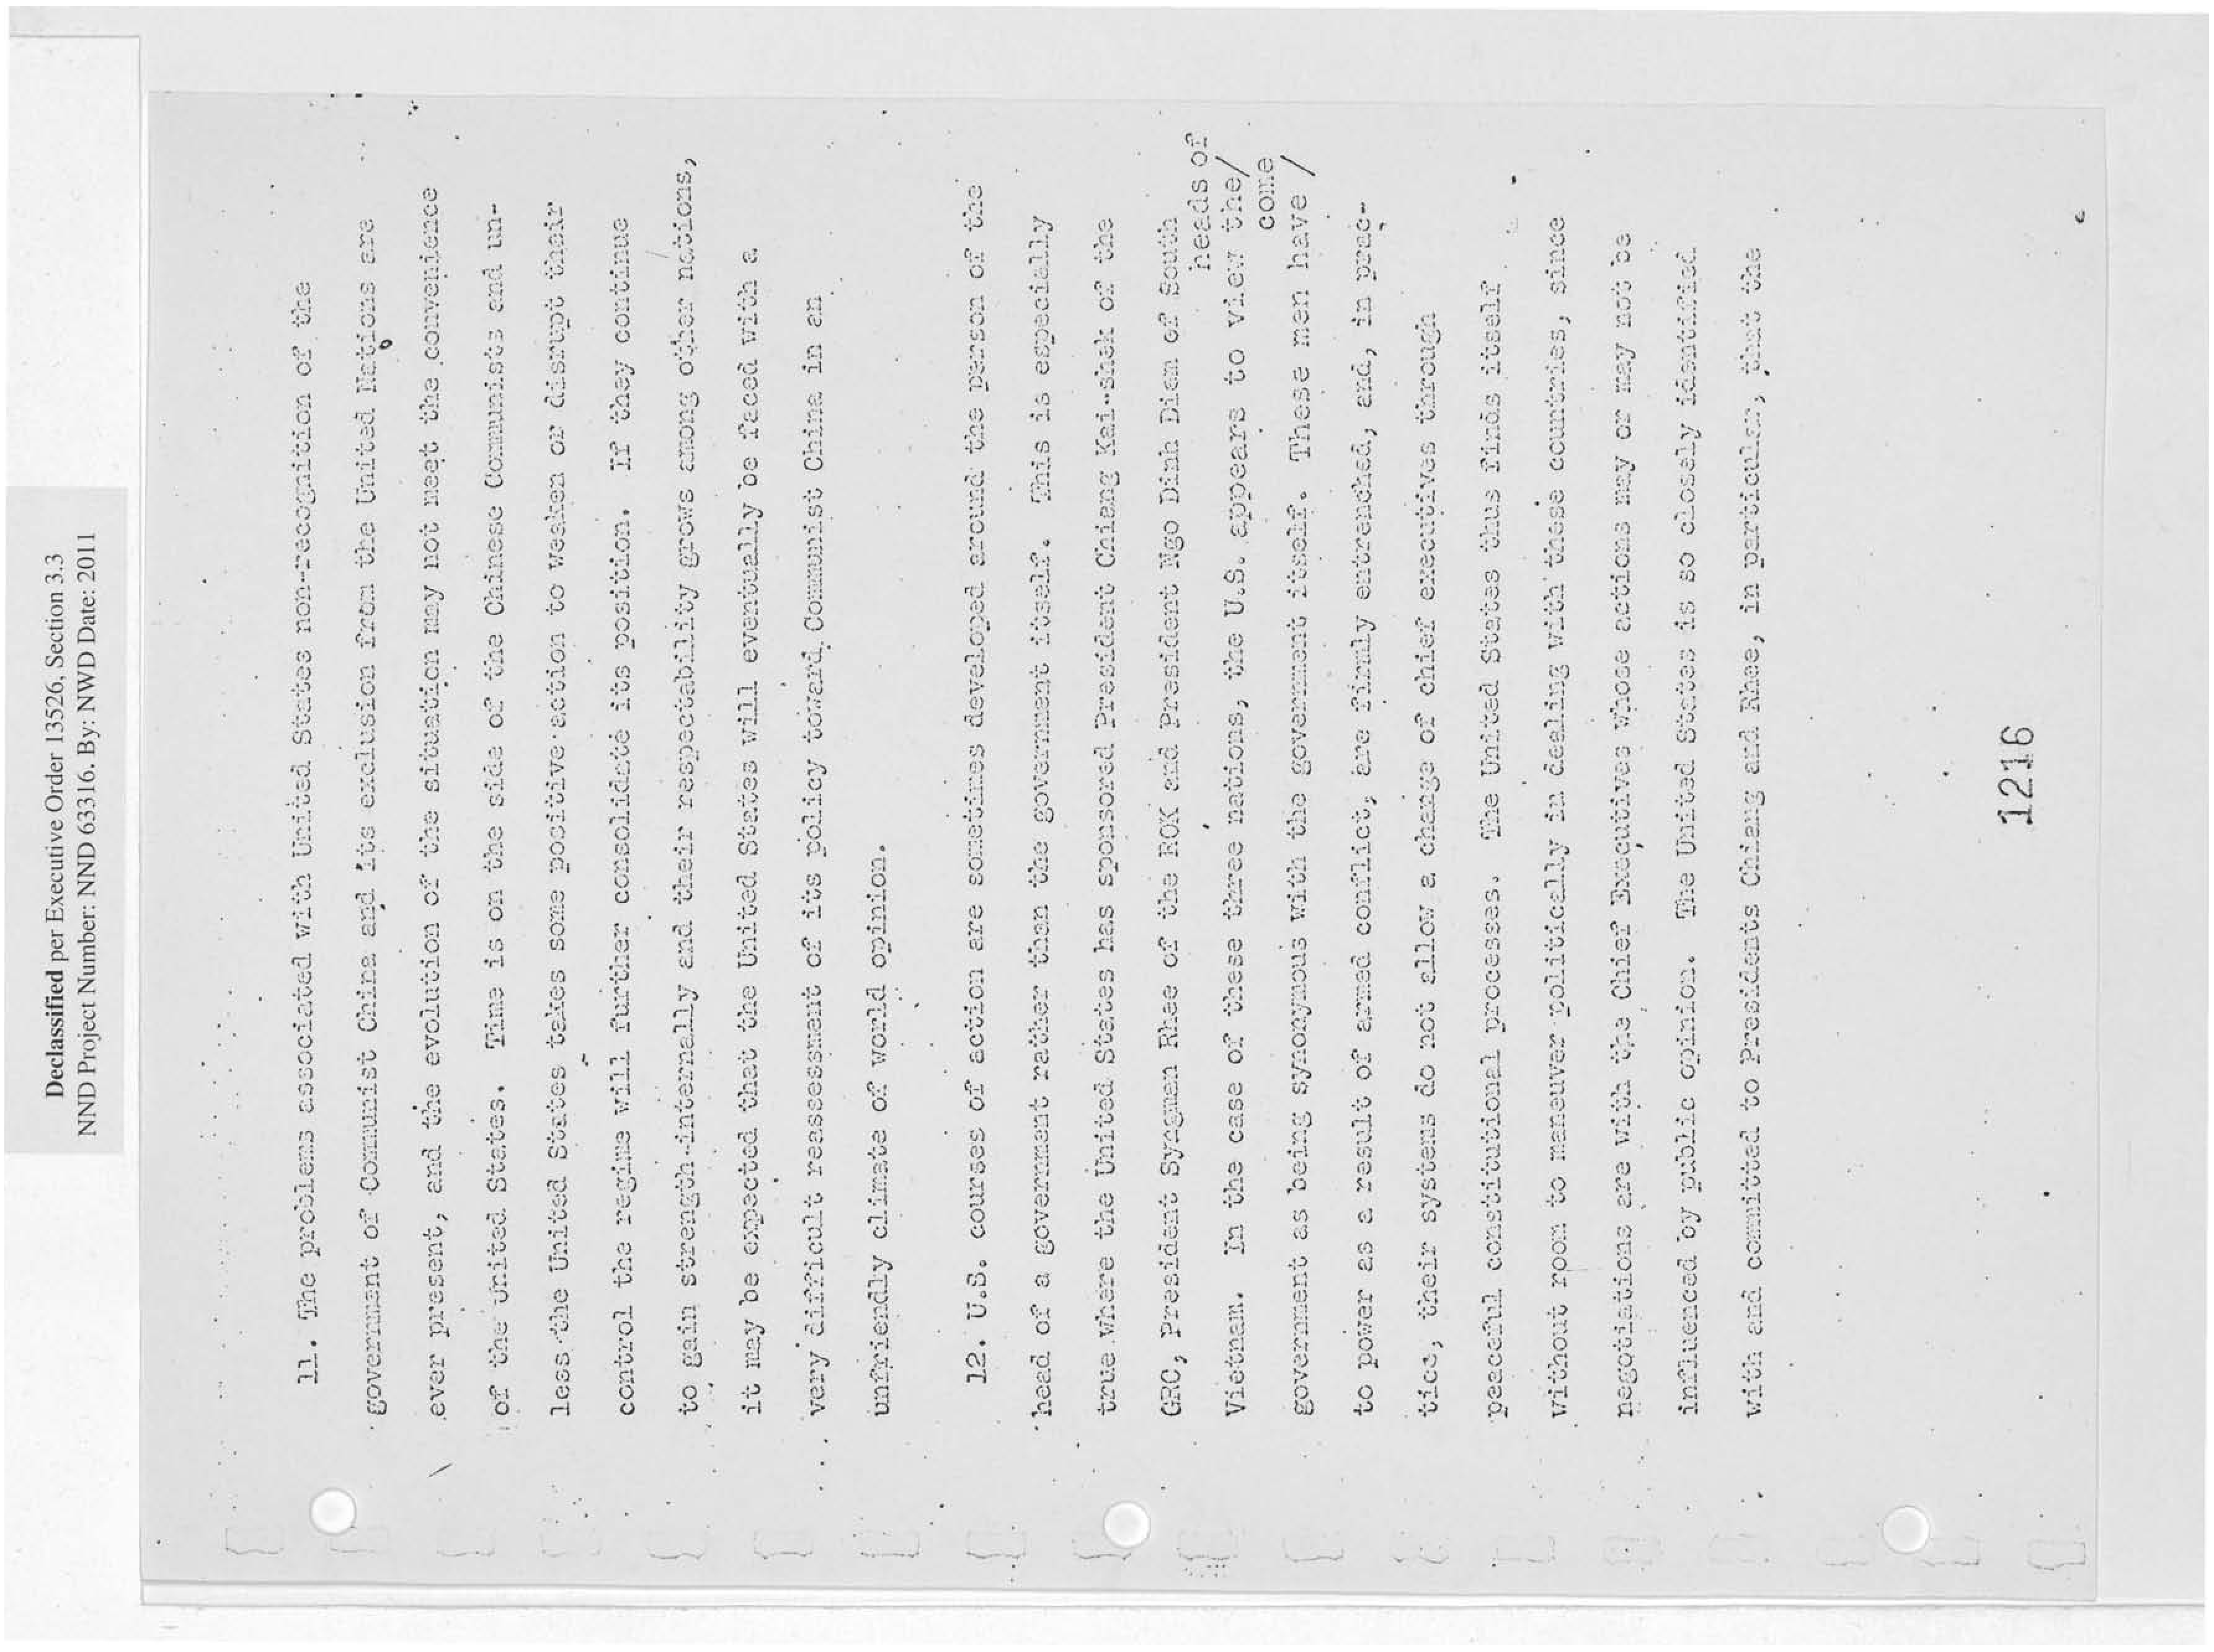 Declassified per Executive Order 13526, Section 3.3
NND Project Number: NND 63316. By: NWD Date: 2011
11. The problems associated with United States non-recognition of the
government of Communist China and its exclusion from the United Nations are
ever present, and the evolution of the situation may not meet the convenience
of the United States. Time is on the side of the Chinese Communists and un-
less the United States takes some positive action to weaken or disrupt their
control the regime will further consolidate its position. If they continue
to gain strength internally and their respectability grows among other nations,
it may be expected that the United States will eventually be faced with a
very difficult reassessment of its policy toward Communist China in an
unfriendly climate of world opinion.
12. U.S. courses of action are sometimes developed around the person of the
head of a government rather than the government itself. This is especially
true where the United States has sponsored President Chiang Kai-shek of the
GRC, President Syngman Rhee of the ROK and President Ngo Dinh Diem of South
heads of
Vietnam. In the case of these three nations, the U.S. appears to view the/
come
government as being synonymous with the government itself. These men have /
to power as a result of armed conflict, are firmly entrenched, and, in prac-
tice, their systems do not allow a change of chief executives through
peaceful constitutional processes. The United States thus finds itself
without room to maneuver politically in dealing with these countries, since
negotiations are with the Chief Executives whose actions may or may not be
influenced by public opinion. The United States is so closely identified
with and committed to Presidents Chiang and Rhee, in particular, that the
1216